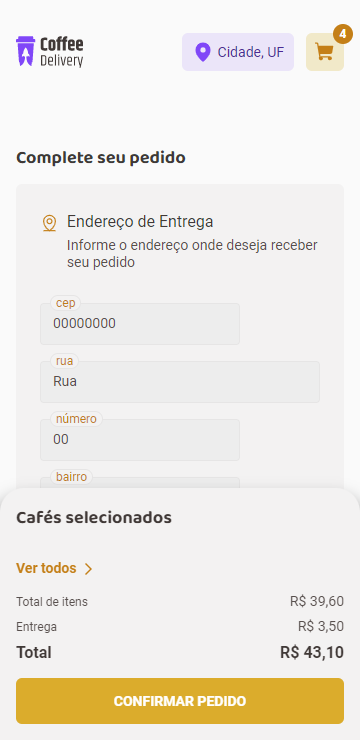 Coffee
Delivery
Cidade, UF
4
Complete seu pedido
Endereço de Entrega
Informe o endereço onde deseja receber
seu pedido
cep
00000000
rua
Rua
número
00
bairro
Cafés selecionados
Ver todos
Total de itens R$ 39,60
Entrega R$ 3,50
Total R$ 43,10
CONFIRMAR PEDIDO